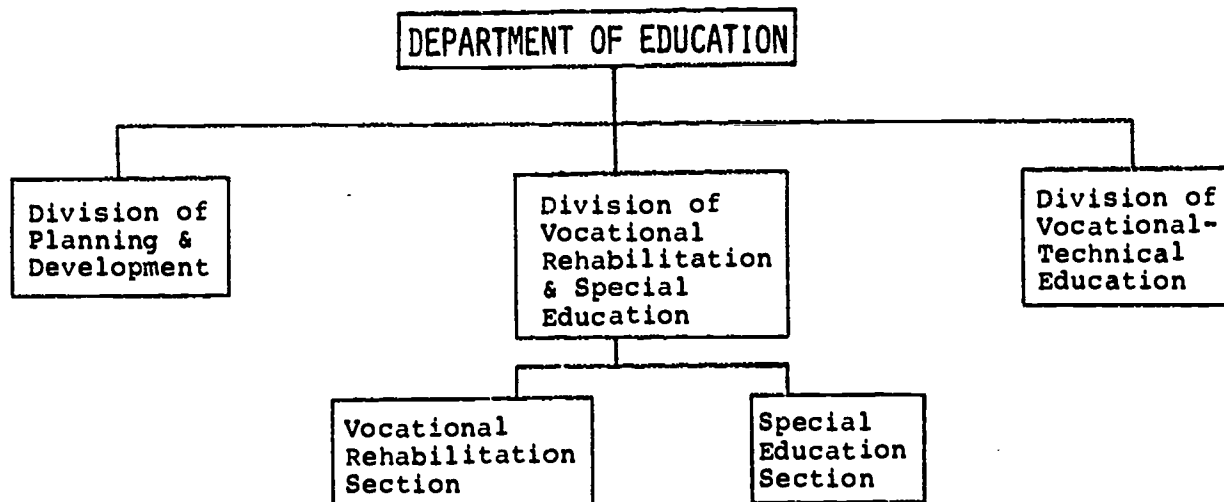 DEPARTMENT OF EDUCATION
Division of
Planning &
Development
Division of
Vocational
Rehabilitation
& Special
Education
Division of
Vocational-
Technical
Education
Vocational
Rehabilitation
Section
Special
Education
Section